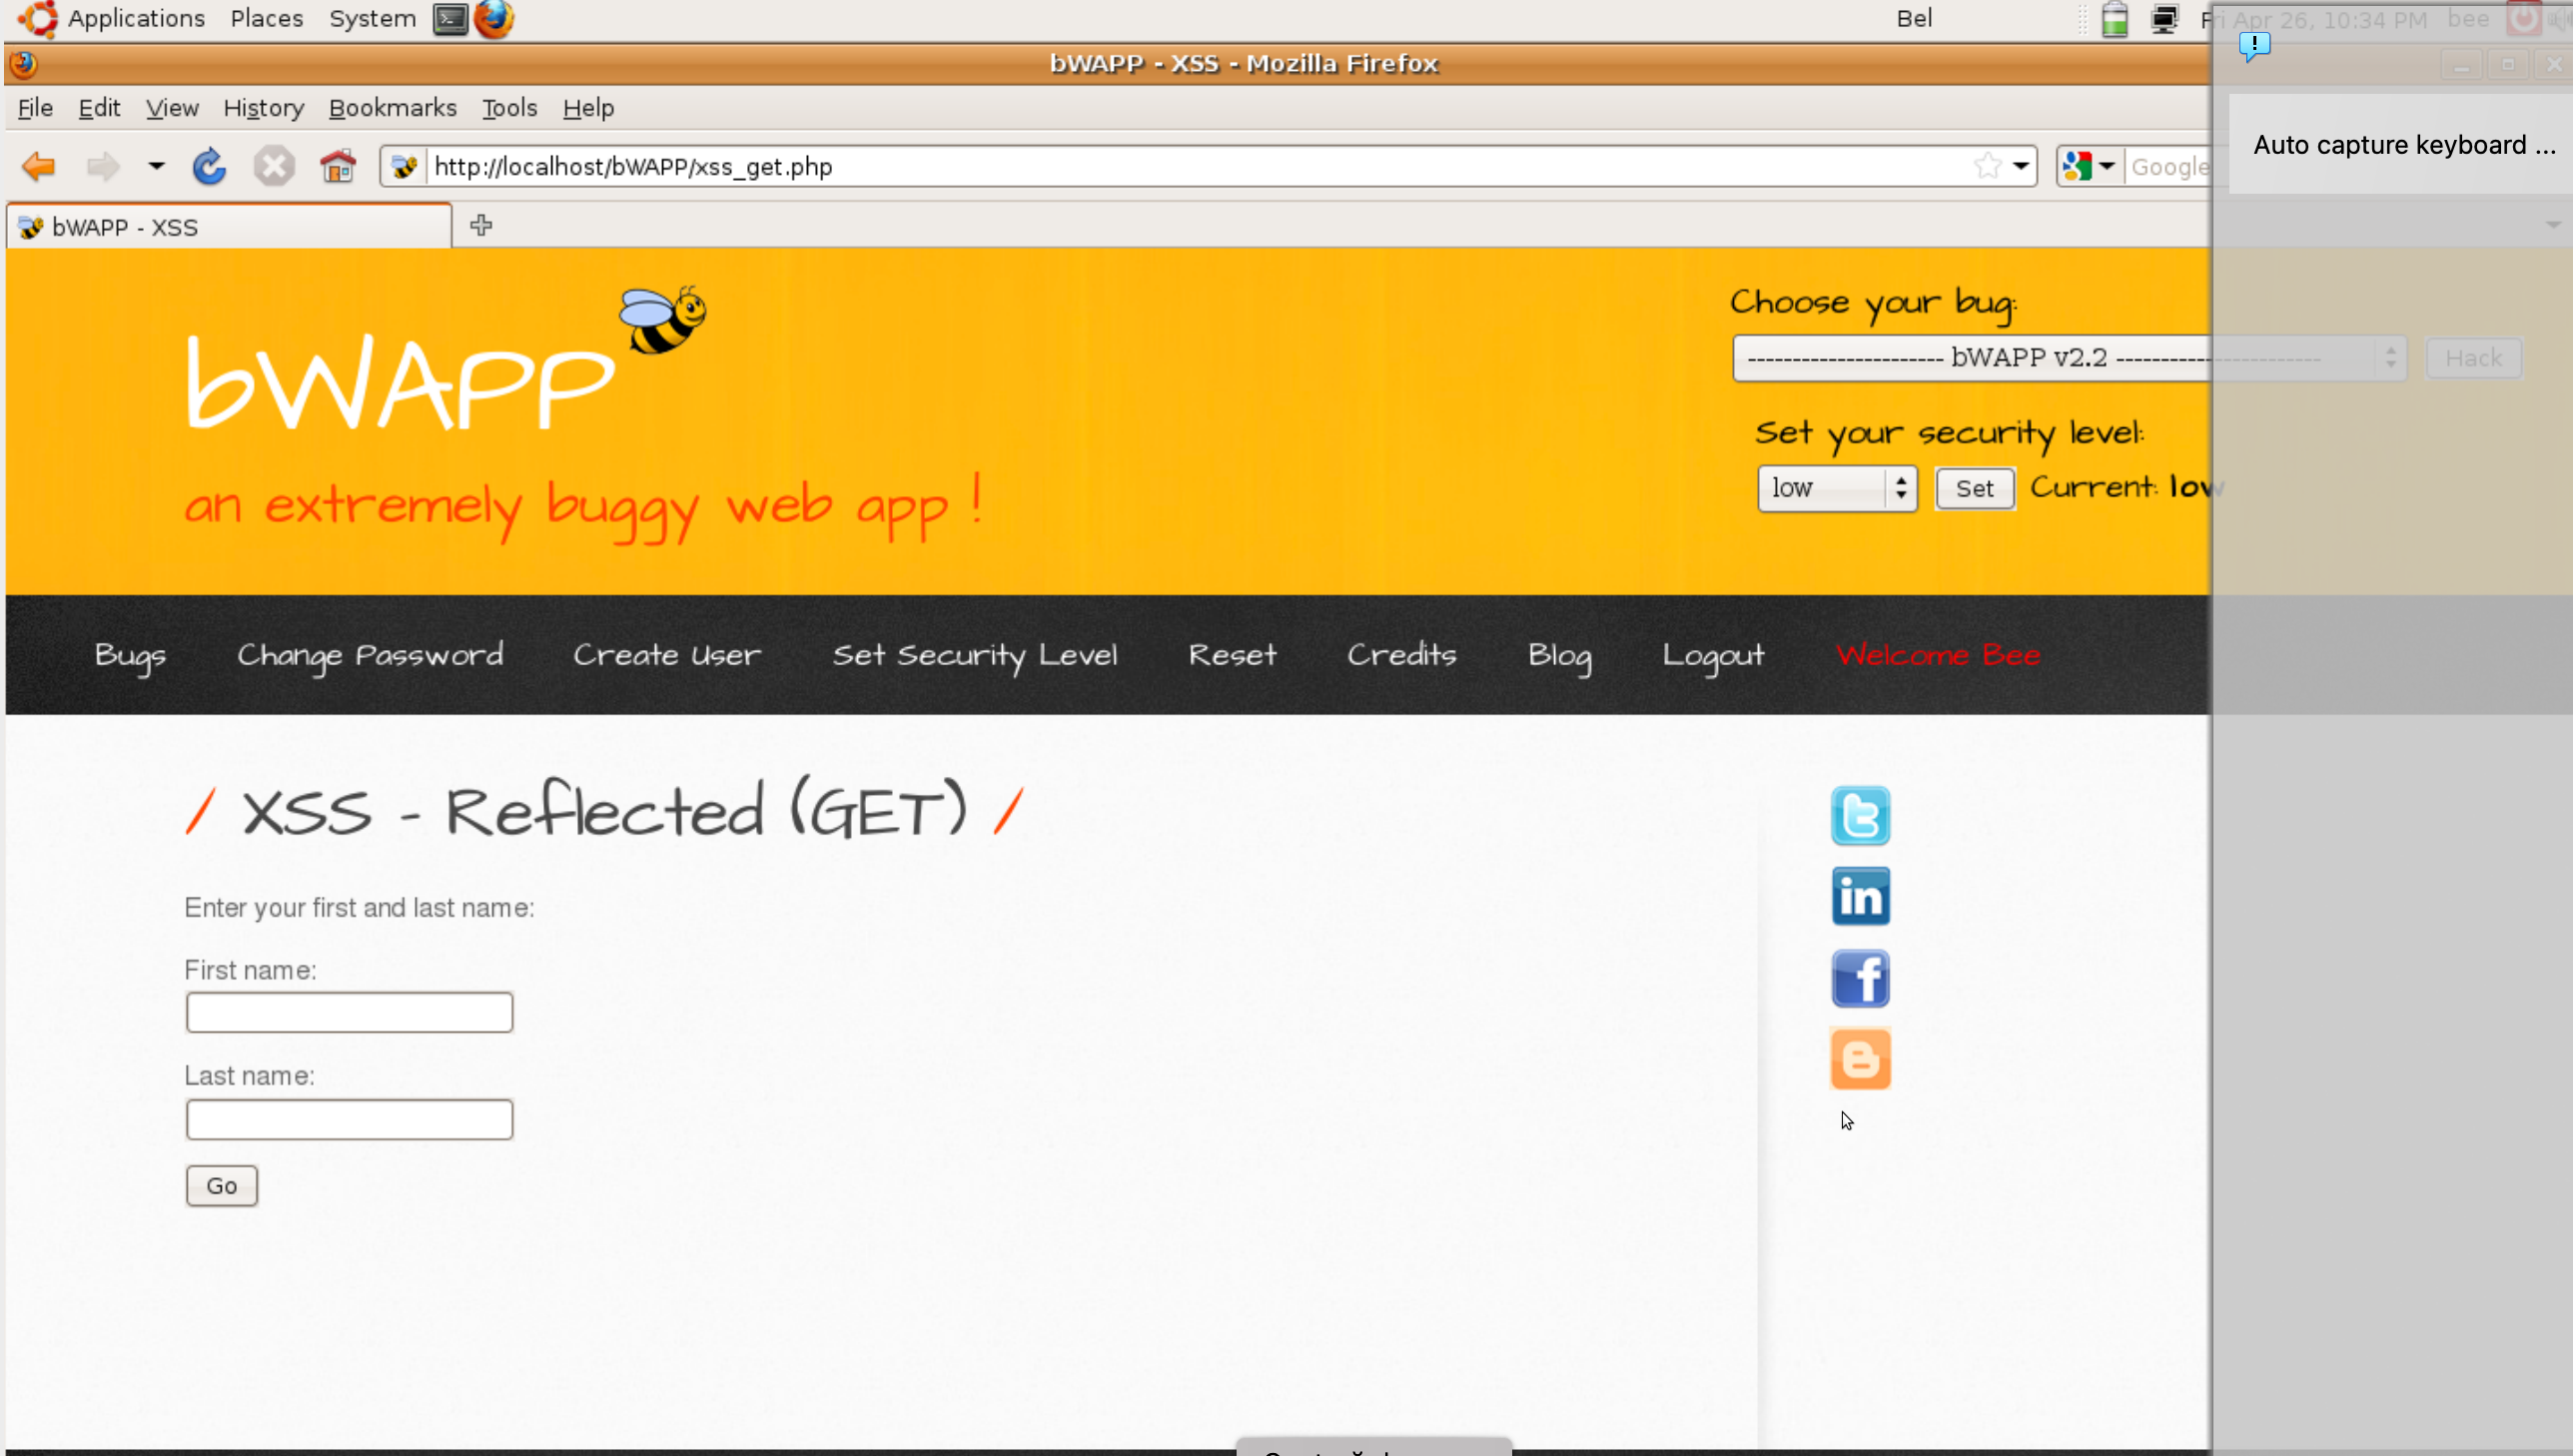 Applications Places System Bel Fri Apr 26, 10:34 PM bee
bWAPP - XSS - Mozilla Firefox
File Edit View History Bookmarks Tools Help
Auto capture keyboard ...
http://localhost/bWAPP/xss_get.php Google
bWAPP - XSS
Choose your bug:
bWAPP
---------------------- bWAPP v2.2 ----------------------- Hack
Set your security level:
low Set Current: low
an extremely buggy web app !
Bugs Change Password Create User Set Security Level Reset Credits Blog Logout Welcome Bee
/ XSS - Reflected (GET) /
Enter your first and last name:
First name:
Last name:
Go